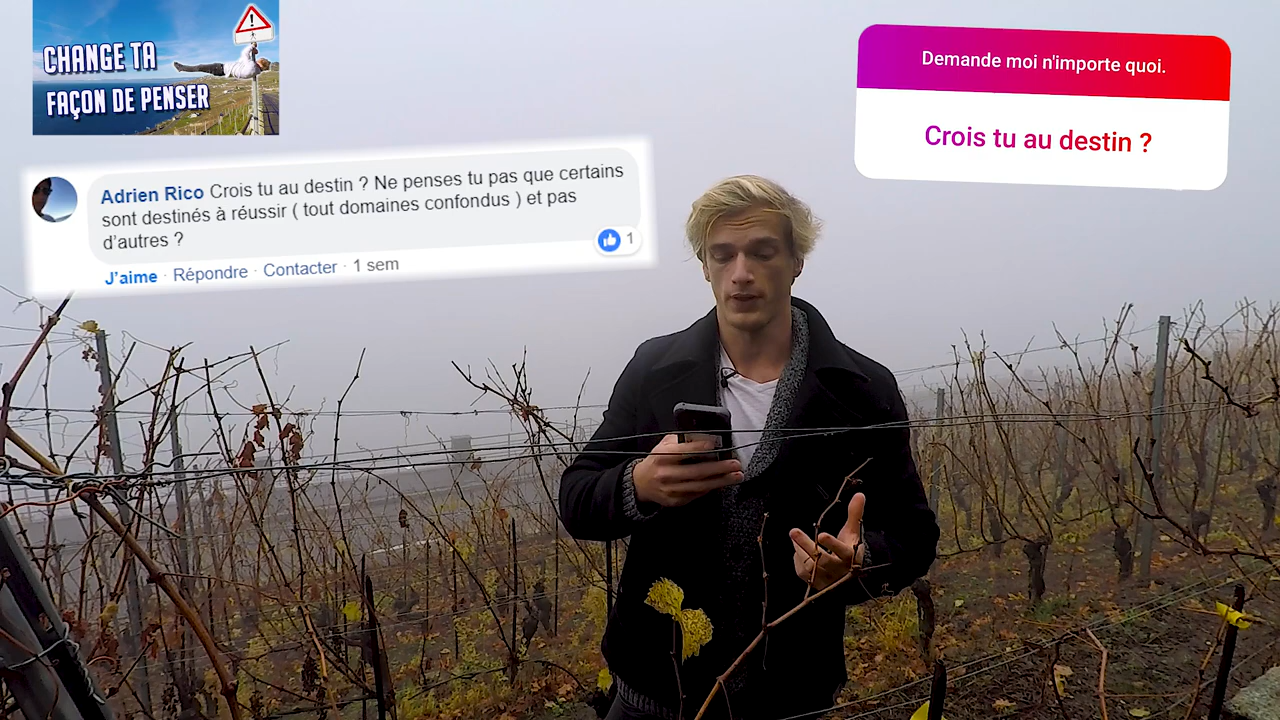 CHANGE TA
FAÇON DE PENSER
Demande moi n'importe quoi.
Crois tu au destin ?
Adrien Rico Crois tu au destin ? Ne penses tu pas que certains
sont destinés à réussir ( tout domaines confondus ) et pas
d'autres ?
1
J'aime · Répondre · Contacter · 1 sem